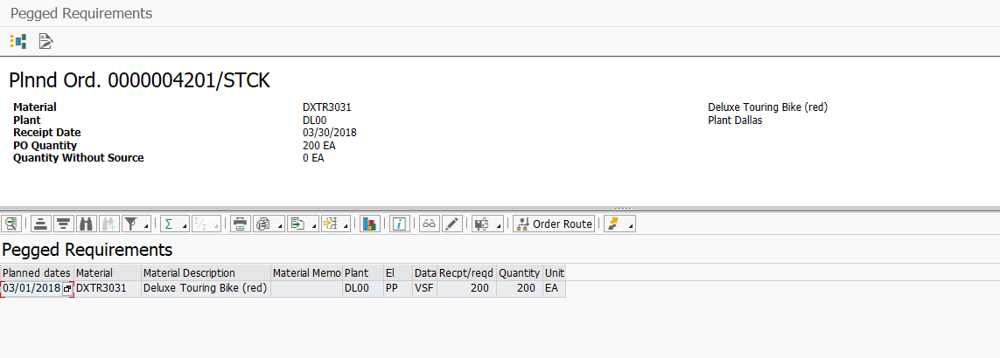 Pegged Requirements
Plnnd Ord. 0000004201/STCK
Material DXTR3031 Deluxe Touring Bike (red)
Plant DL00 Plant Dallas
Receipt Date 03/30/2018
PO Quantity 200 EA
Quantity Without Source 0 EA
Order Route
Pegged Requirements
Planned dates Material Material Description Material Memo Plant El Data Recpt/reqd Quantity Unit
03/01/2018 DXTR3031 Deluxe Touring Bike (red) DL00 PP VSF 200 200 EA